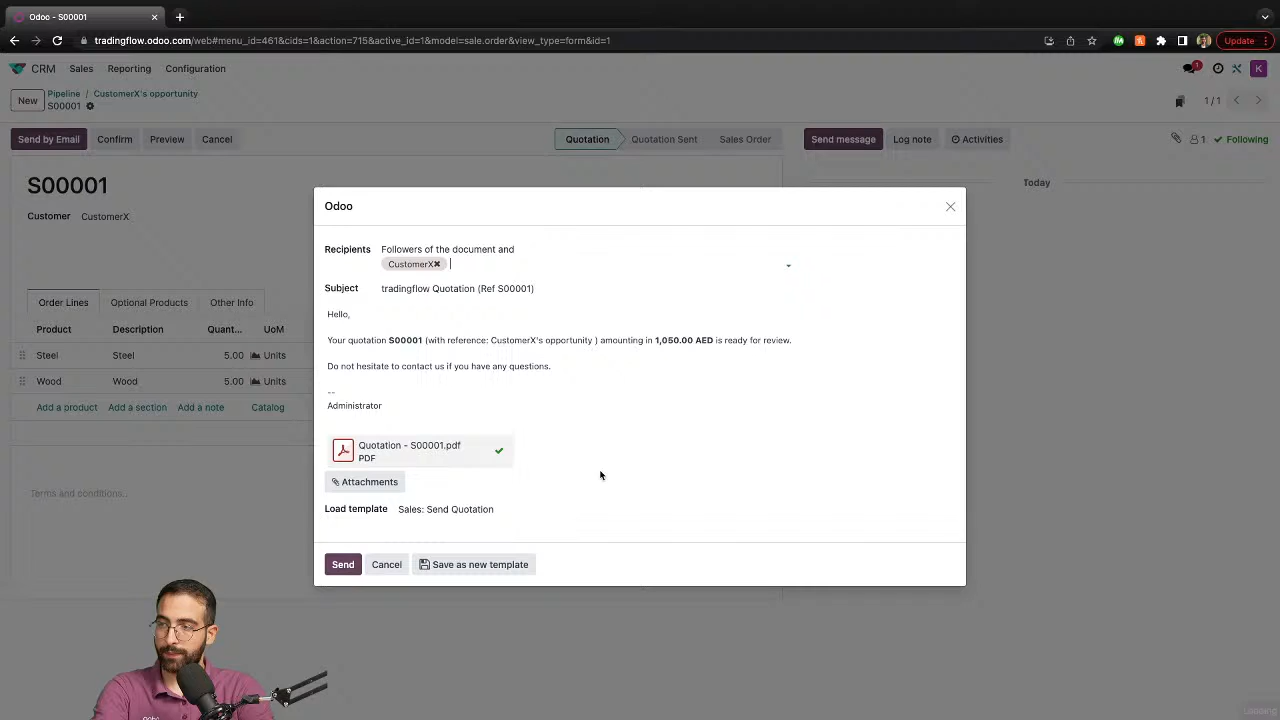 Odoo - S00001
tradingflow.odoo.com/web#menu_id=461&cids=1&action=715&active_id=1&model=sale.order&view_type=form&id=1
Update
CRM Sales Reporting Configuration
1
K
New
Pipeline / CustomerX's opportunity
S00001
1 / 1
Send by Email Confirm Preview Cancel
Quotation Quotation Sent Sales Order
Send message Log note Activities
1 Following
Today
S00001
Customer CustomerX
Order Lines Optional Products Other Info
Product Description Quant... UoM
Steel Steel 5.00 Units
Wood Wood 5.00 Units
Add a product Add a section Add a note Catalog
Terms and conditions..
Odoo
Recipients Followers of the document and
CustomerX
Subject tradingflow Quotation (Ref S00001)
Hello,
Your quotation S00001 (with reference: CustomerX's opportunity ) amounting in 1,050.00 AED is ready for review.
Do not hesitate to contact us if you have any questions.
--
Administrator
Quotation - S00001.pdf
PDF
Attachments
Load template Sales: Send Quotation
Send Cancel Save as new template
Loading